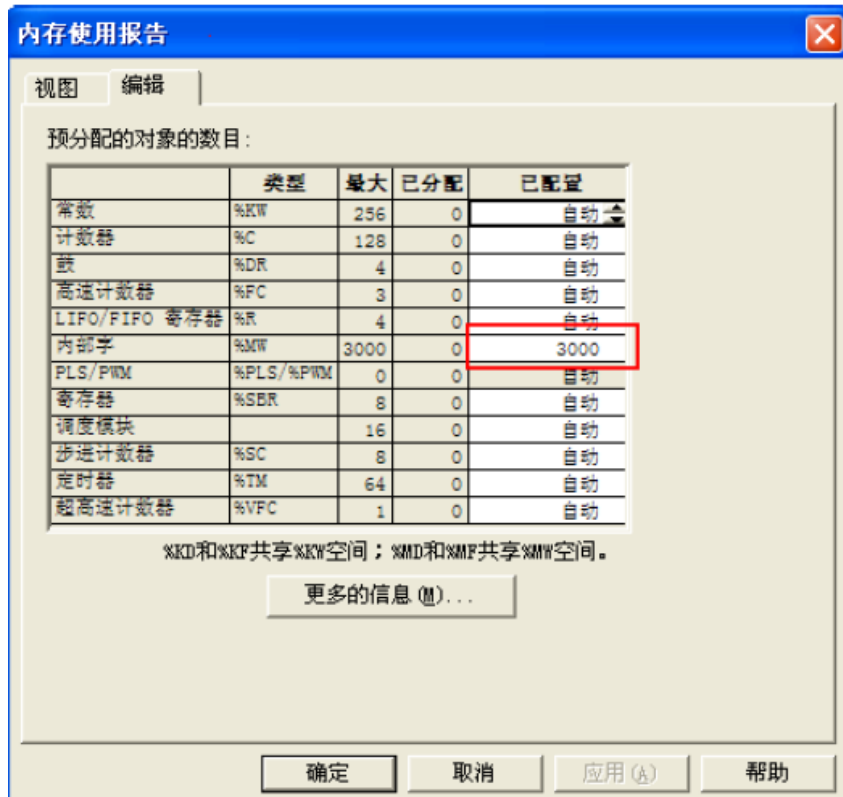 内存使用报告
视图 编辑
预分配的对象的数目:
类型 最大 已分配 已配置
常数 %KW 256 0 自动
计数器 %C 128 0 自动
鼓 %DR 4 0 自动
高速计数器 %FC 3 0 自动
LIFO/FIFO 寄存器 %R 4 0 自动
内部字 %MW 3000 0 3000
PLS/PWM %PLS/%PWM 0 0 自动
寄存器 %SBR 8 0 自动
调度模块 16 0 自动
步进计数器 %SC 8 0 自动
定时器 %TM 64 0 自动
超高速计数器 %VFC 1 0 自动
%KD和%KF共享%KW空间；%MD和%MF共享%MW空间。
更多的信息(M)...
确定 取消 应用(A) 帮助